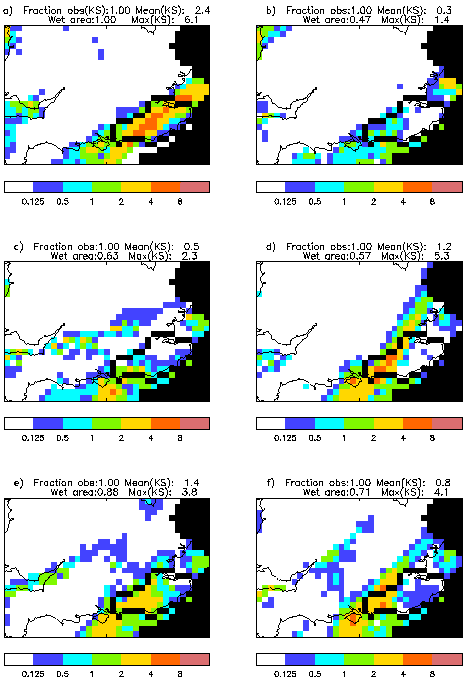 a) Fraction obs(KS):1.00 Mean(KS): 2.4
Wet area:1.00 Max(KS): 6.1
b) Fraction obs:1.00 Mean(KS): 0.3
Wet area:0.47 Max(KS): 1.4
0.125 0.5 1 2 4 8
0.125 0.5 1 2 4 8
c) Fraction obs:1.00 Mean(KS): 0.5
Wet area:0.63 Max(KS): 2.3
d) Fraction obs:1.00 Mean(KS): 1.2
Wet area:0.57 Max(KS): 5.3
0.125 0.5 1 2 4 8
0.125 0.5 1 2 4 8
e) Fraction obs:1.00 Mean(KS): 1.4
Wet area:0.88 Max(KS): 3.8
f) Fraction obs:1.00 Mean(KS): 0.8
Wet area:0.71 Max(KS): 4.1
0.125 0.5 1 2 4 8
0.125 0.5 1 2 4 8